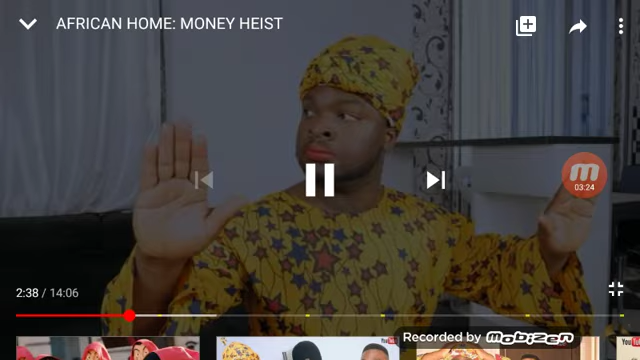 AFRICAN HOME: MONEY HEIST
03:24
2:38 / 14:06
Recorded by Mobizen